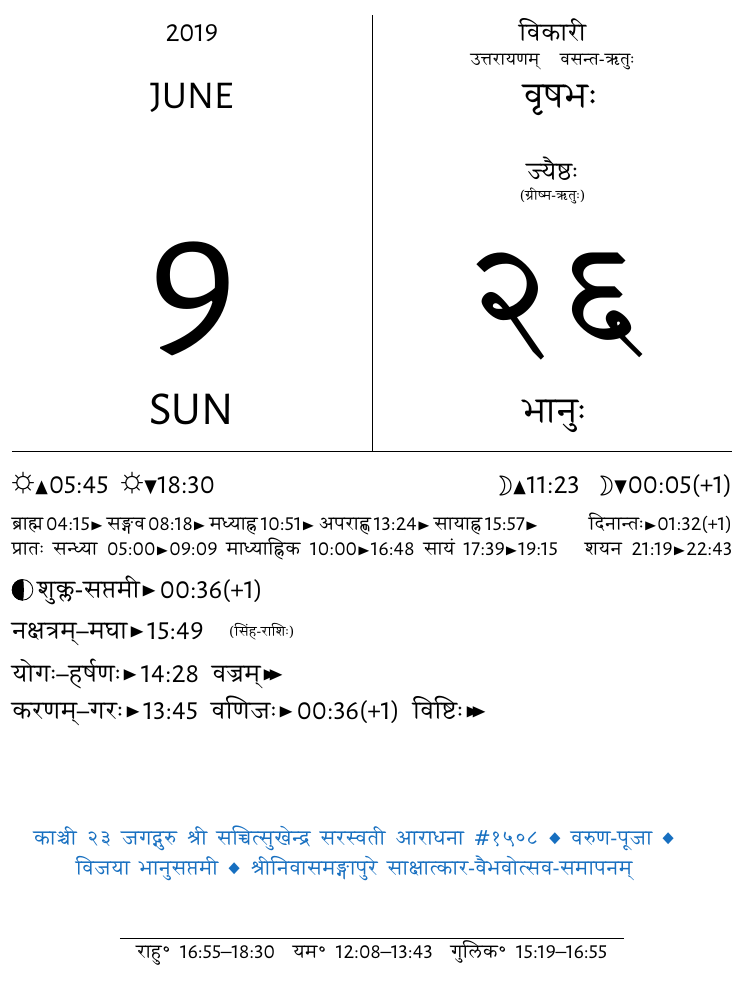 2019
JUNE
9
SUN
विकारी
उत्तरायणम् वसन्त-ऋतुः
वृषभः
ज्यैष्ठः
(ग्रीष्म-ऋतुः)
२६
भानुः
☼▲05:45 ☼▼18:30 ☽▲11:23 ☽▼00:05(+1)
ब्राह्म 04:15► सङ्गव 08:18► मध्याह्न 10:51► अपराह्ण 13:24► सायाह्न 15:57► दिनान्तः►01:32(+1)
प्रातः सन्ध्या 05:00►09:09 माध्याह्निक 10:00►16:48 सायं 17:39►19:15 शयन 21:19►22:43
शुक्ल-सप्तमी► 00:36(+1)
नक्षत्रम्–मघा►15:49 (सिंह-राशिः)
योगः–हर्षणः►14:28 वज्रम्►►
करणम्–गरः►13:45 वणिजः►00:36(+1) विष्टिः►►
काञ्ची २३ जगद्गुरु श्री सच्चित्सुखेन्द्र सरस्वती आराधना #१५०८ ◆ वरुण-पूजा ◆
विजया भानुसप्तमी ◆ श्रीनिवासमङ्गापुरे साक्षात्कार-वैभवोत्सव-समापनम्
राहु॰ 16:55–18:30 यम॰ 12:08–13:43 गुलिक॰ 15:19–16:55